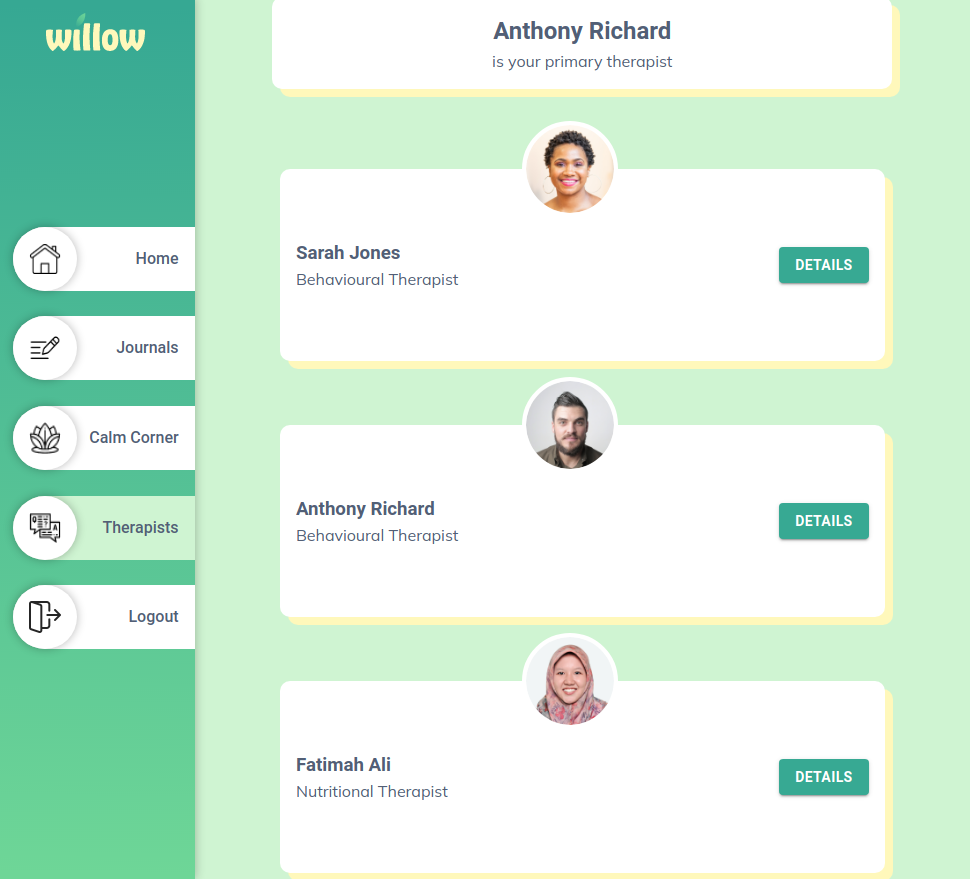 willow
Home
Journals
Calm Corner
Therapists
Logout
Anthony Richard
is your primary therapist
Sarah Jones
Behavioural Therapist
DETAILS
Anthony Richard
Behavioural Therapist
DETAILS
Fatimah Ali
Nutritional Therapist
DETAILS